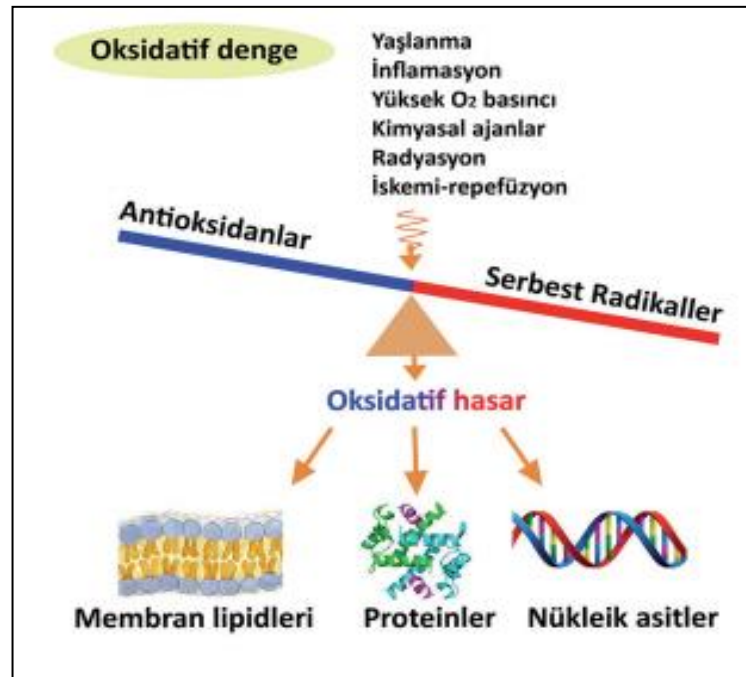 Oksidatif denge
Yaşlanma
İnflamasyon
Yüksek O₂ basıncı
Kimyasal ajanlar
Radyasyon
İskemi-repefüzyon
Antioksidanlar
Serbest Radikaller
Oksidatif hasar
Membran lipidleri
Proteinler
Nükleik asitler